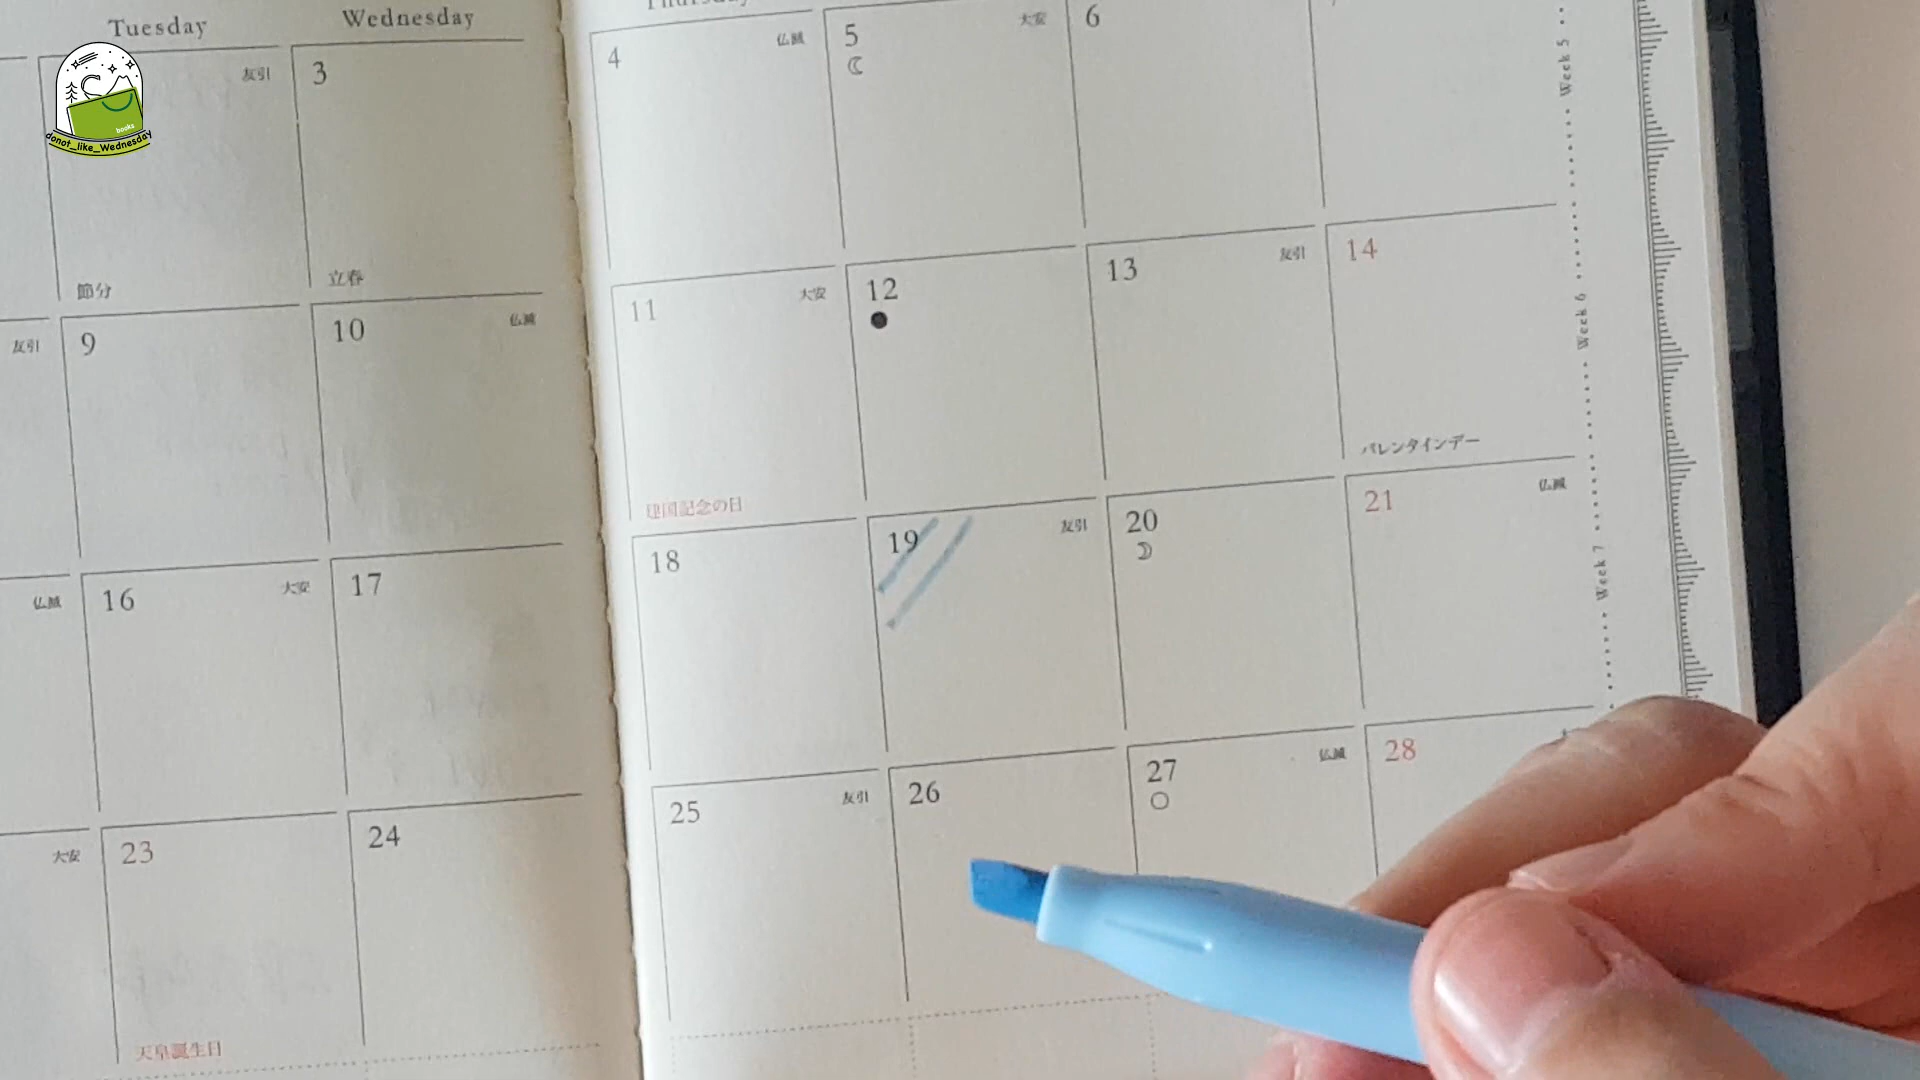 Tuesday
Wednesday
友引
3
節分
立春
友引
9
10
仏滅
仏滅
16
大安
17
大安
23
天皇誕生日
24
4
仏滅
5
大安
6
11
大安
建国記念の日
12
13
友引
14
バレンタインデー
18
19
友引
20
21
仏滅
25
友引
26
27
仏滅
28
Week 5
Week 6
Week 7
books
donot_like_Wednesday